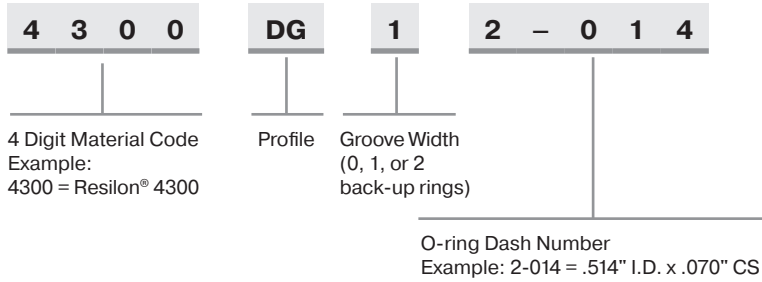 4 3 0 0 DG 1 2 – 0 1 4
4 Digit Material Code
Example:
4300 = Resilon® 4300
Profile
Groove Width
(0, 1, or 2
back-up rings)
O-ring Dash Number
Example: 2-014 = .514" I.D. x .070" CS